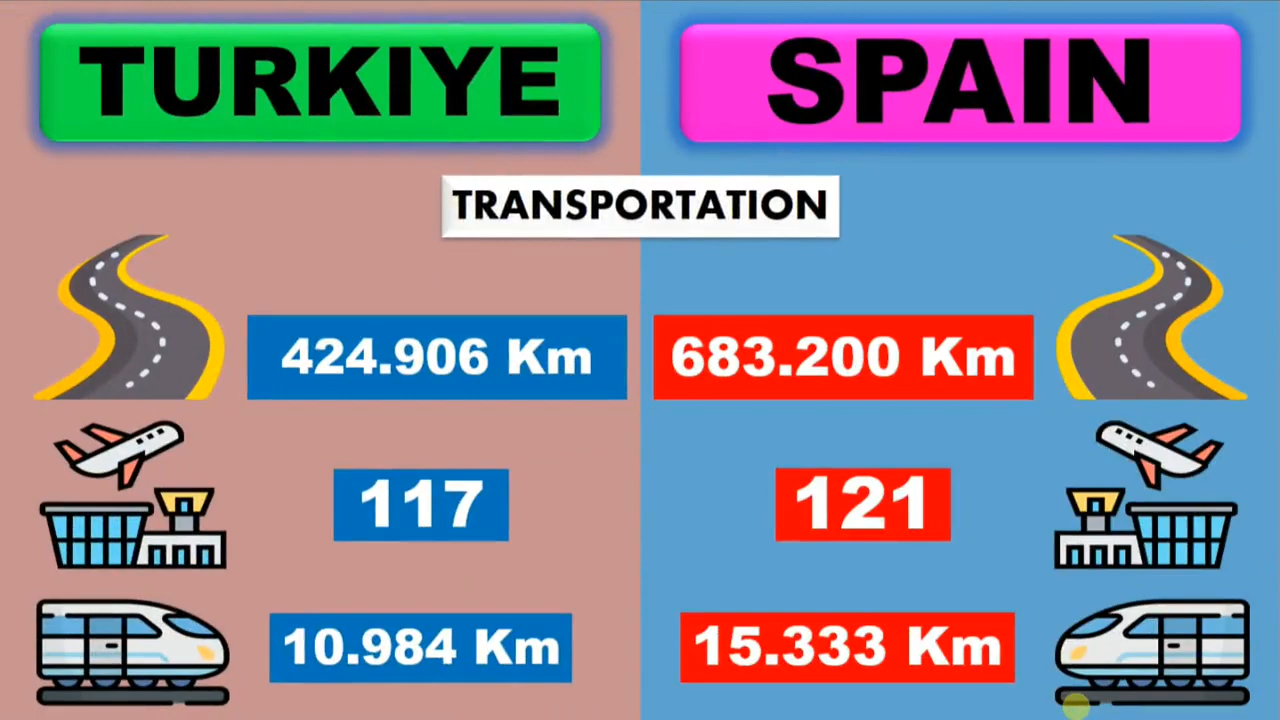 TURKIYE
SPAIN
TRANSPORTATION
424.906 Km
683.200 Km
117
121
10.984 Km
15.333 Km